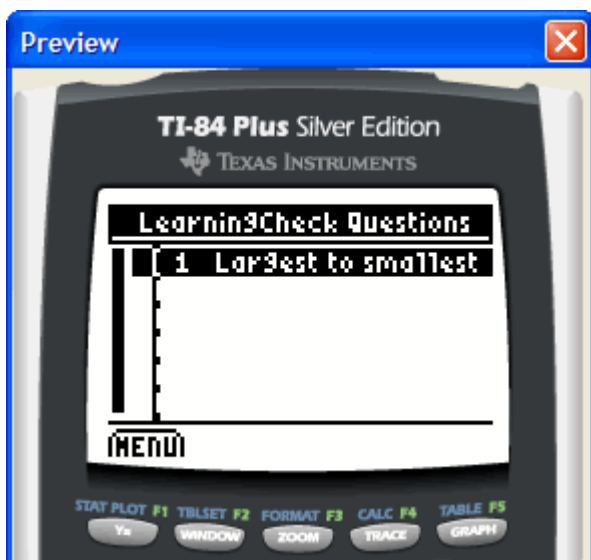 Preview
TI-84 Plus Silver Edition
TEXAS INSTRUMENTS
LearningCheck Questions
1 Largest to smallest
MENU
STAT PLOT F1 TBLSET F2 FORMAT F3 CALC F4 TABLE F5
Y= WINDOW ZOOM TRACE GRAPH